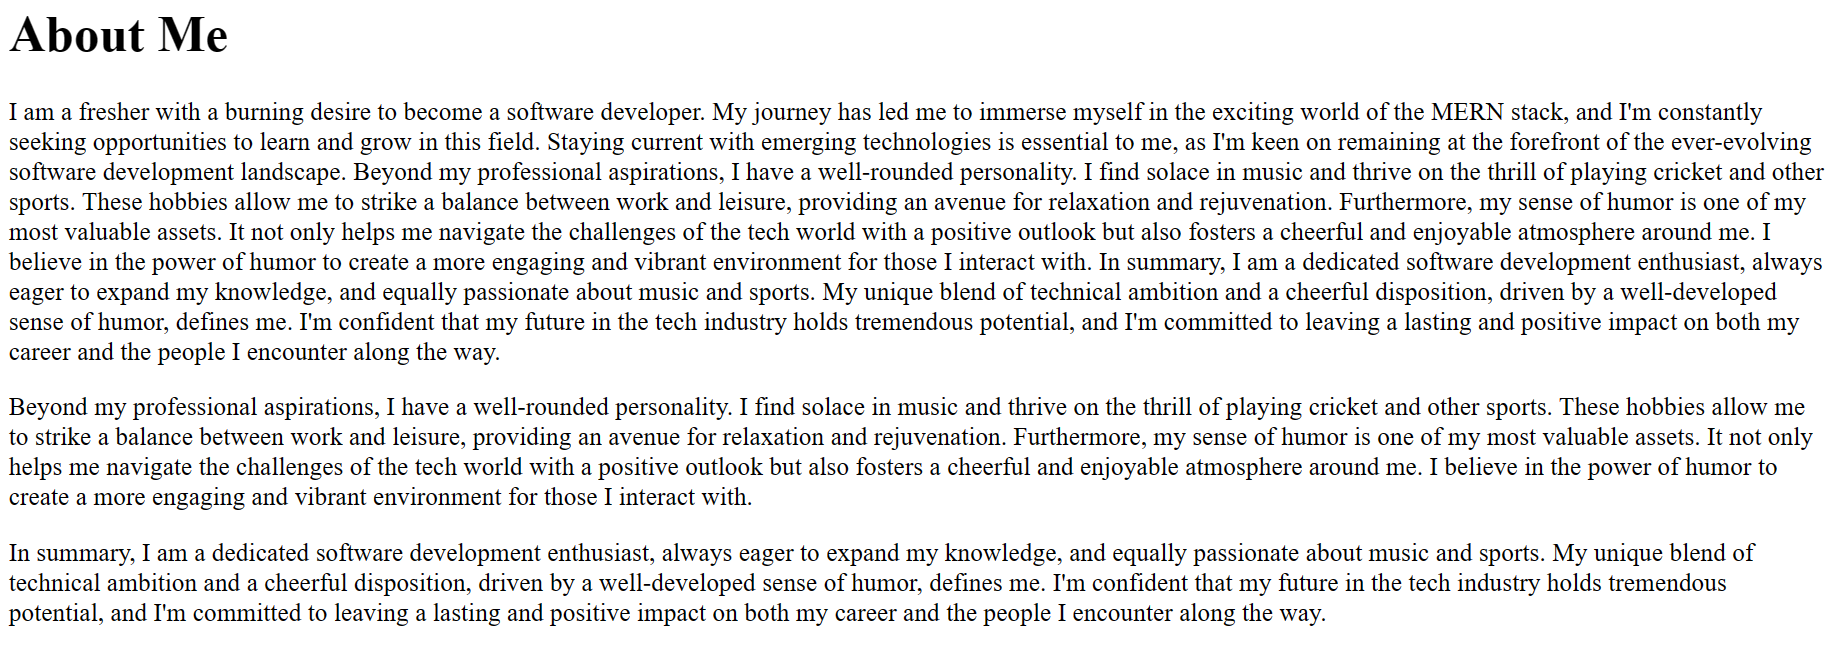 About Me
I am a fresher with a burning desire to become a software developer. My journey has led me to immerse myself in the exciting world of the MERN stack, and I'm constantly
seeking opportunities to learn and grow in this field. Staying current with emerging technologies is essential to me, as I'm keen on remaining at the forefront of the ever-evolving
software development landscape. Beyond my professional aspirations, I have a well-rounded personality. I find solace in music and thrive on the thrill of playing cricket and other
sports. These hobbies allow me to strike a balance between work and leisure, providing an avenue for relaxation and rejuvenation. Furthermore, my sense of humor is one of my
most valuable assets. It not only helps me navigate the challenges of the tech world with a positive outlook but also fosters a cheerful and enjoyable atmosphere around me. I
believe in the power of humor to create a more engaging and vibrant environment for those I interact with. In summary, I am a dedicated software development enthusiast, always
eager to expand my knowledge, and equally passionate about music and sports. My unique blend of technical ambition and a cheerful disposition, driven by a well-developed
sense of humor, defines me. I'm confident that my future in the tech industry holds tremendous potential, and I'm committed to leaving a lasting and positive impact on both my
career and the people I encounter along the way.
Beyond my professional aspirations, I have a well-rounded personality. I find solace in music and thrive on the thrill of playing cricket and other sports. These hobbies allow me
to strike a balance between work and leisure, providing an avenue for relaxation and rejuvenation. Furthermore, my sense of humor is one of my most valuable assets. It not only
helps me navigate the challenges of the tech world with a positive outlook but also fosters a cheerful and enjoyable atmosphere around me. I believe in the power of humor to
create a more engaging and vibrant environment for those I interact with.
In summary, I am a dedicated software development enthusiast, always eager to expand my knowledge, and equally passionate about music and sports. My unique blend of
technical ambition and a cheerful disposition, driven by a well-developed sense of humor, defines me. I'm confident that my future in the tech industry holds tremendous
potential, and I'm committed to leaving a lasting and positive impact on both my career and the people I encounter along the way.